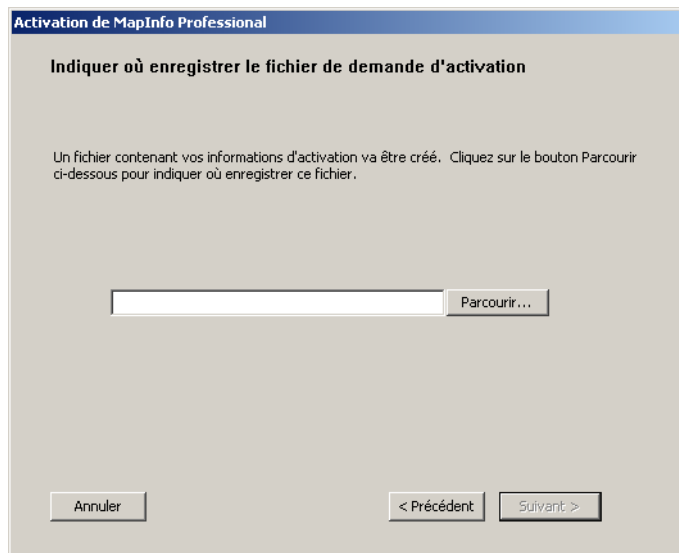 Activation de MapInfo Professional
Indiquer où enregistrer le fichier de demande d'activation
Un fichier contenant vos informations d'activation va être créé. Cliquez sur le bouton Parcourir
ci-dessous pour indiquer où enregistrer ce fichier.
Parcourir...
Annuler
< Précédent
Suivant >